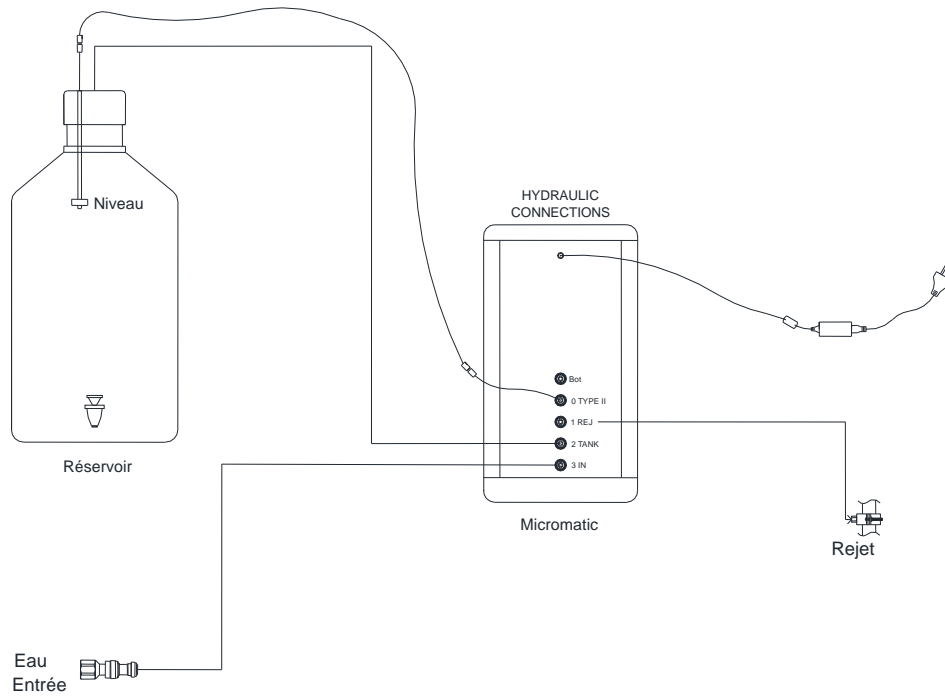 HYDRAULIC
CONNECTIONS
Niveau
Bot
0 TYPE II
1 REJ
2 TANK
3 IN
Réservoir
Micromatic
Rejet
Eau
Entrée